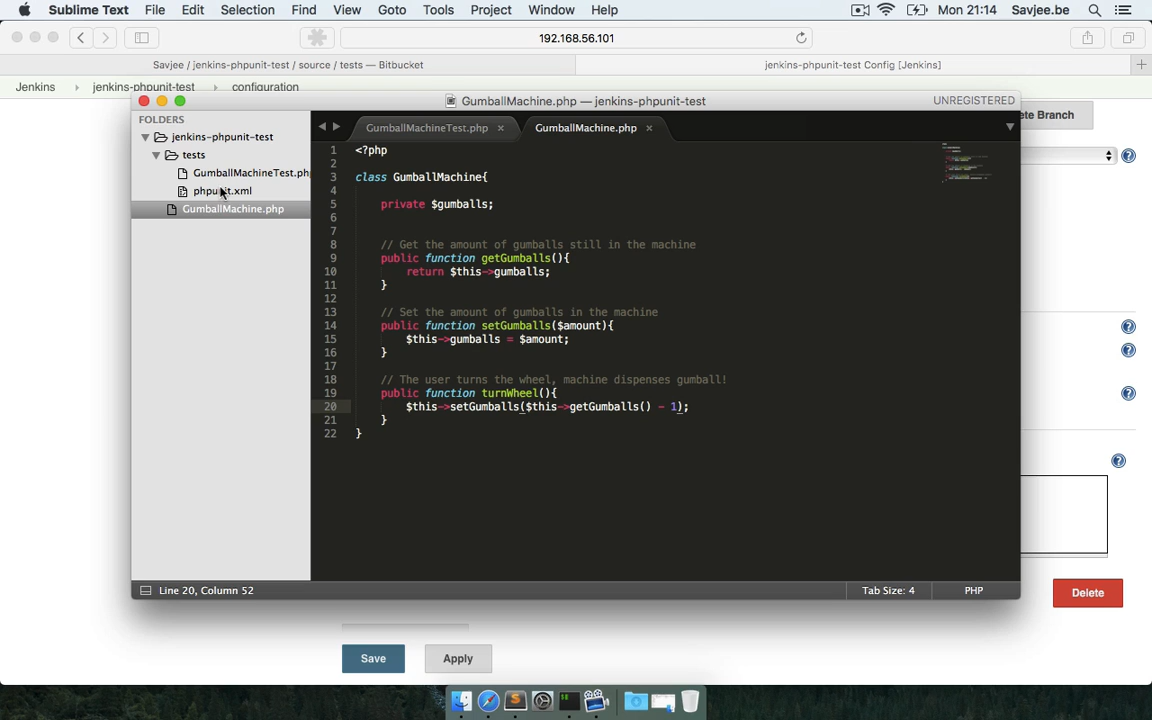 Sublime Text File Edit Selection Find View Goto Tools Project Window Help Mon 21:14 Savjee.be
192.168.56.101
Savjee / jenkins-phpunit-test / source / tests — Bitbucket
jenkins-phpunit-test Config [Jenkins]
Jenkins jenkins-phpunit-test configuration
GumballMachine.php — jenkins-phpunit-test
UNREGISTERED
ete Branch
FOLDERS
jenkins-phpunit-test
tests
GumballMachineTest.ph
phpunit.xml
GumballMachine.php
GumballMachineTest.php
GumballMachine.php
1 <?php
2
3 class GumballMachine{
4
5 private $gumballs;
6
7
8 // Get the amount of gumballs still in the machine
9 public function getGumballs(){
10 return $this->gumballs;
11 }
12
13 // Set the amount of gumballs in the machine
14 public function setGumballs($amount){
15 $this->gumballs = $amount;
16 }
17
18 // The user turns the wheel, machine dispenses gumball!
19 public function turnWheel(){
20 $this->setGumballs($this->getGumballs() - 1);
21 }
22 }
Line 20, Column 52
Tab Size: 4
PHP
Delete
Save
Apply